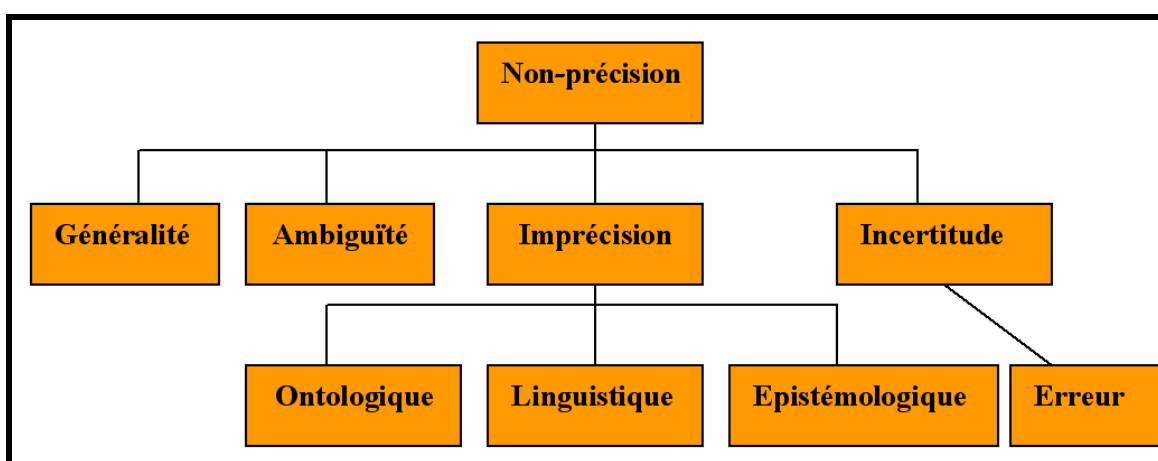 Non-précision
Généralité
Ambiguïté
Imprécision
Incertitude
Ontologique
Linguistique
Epistémologique
Erreur